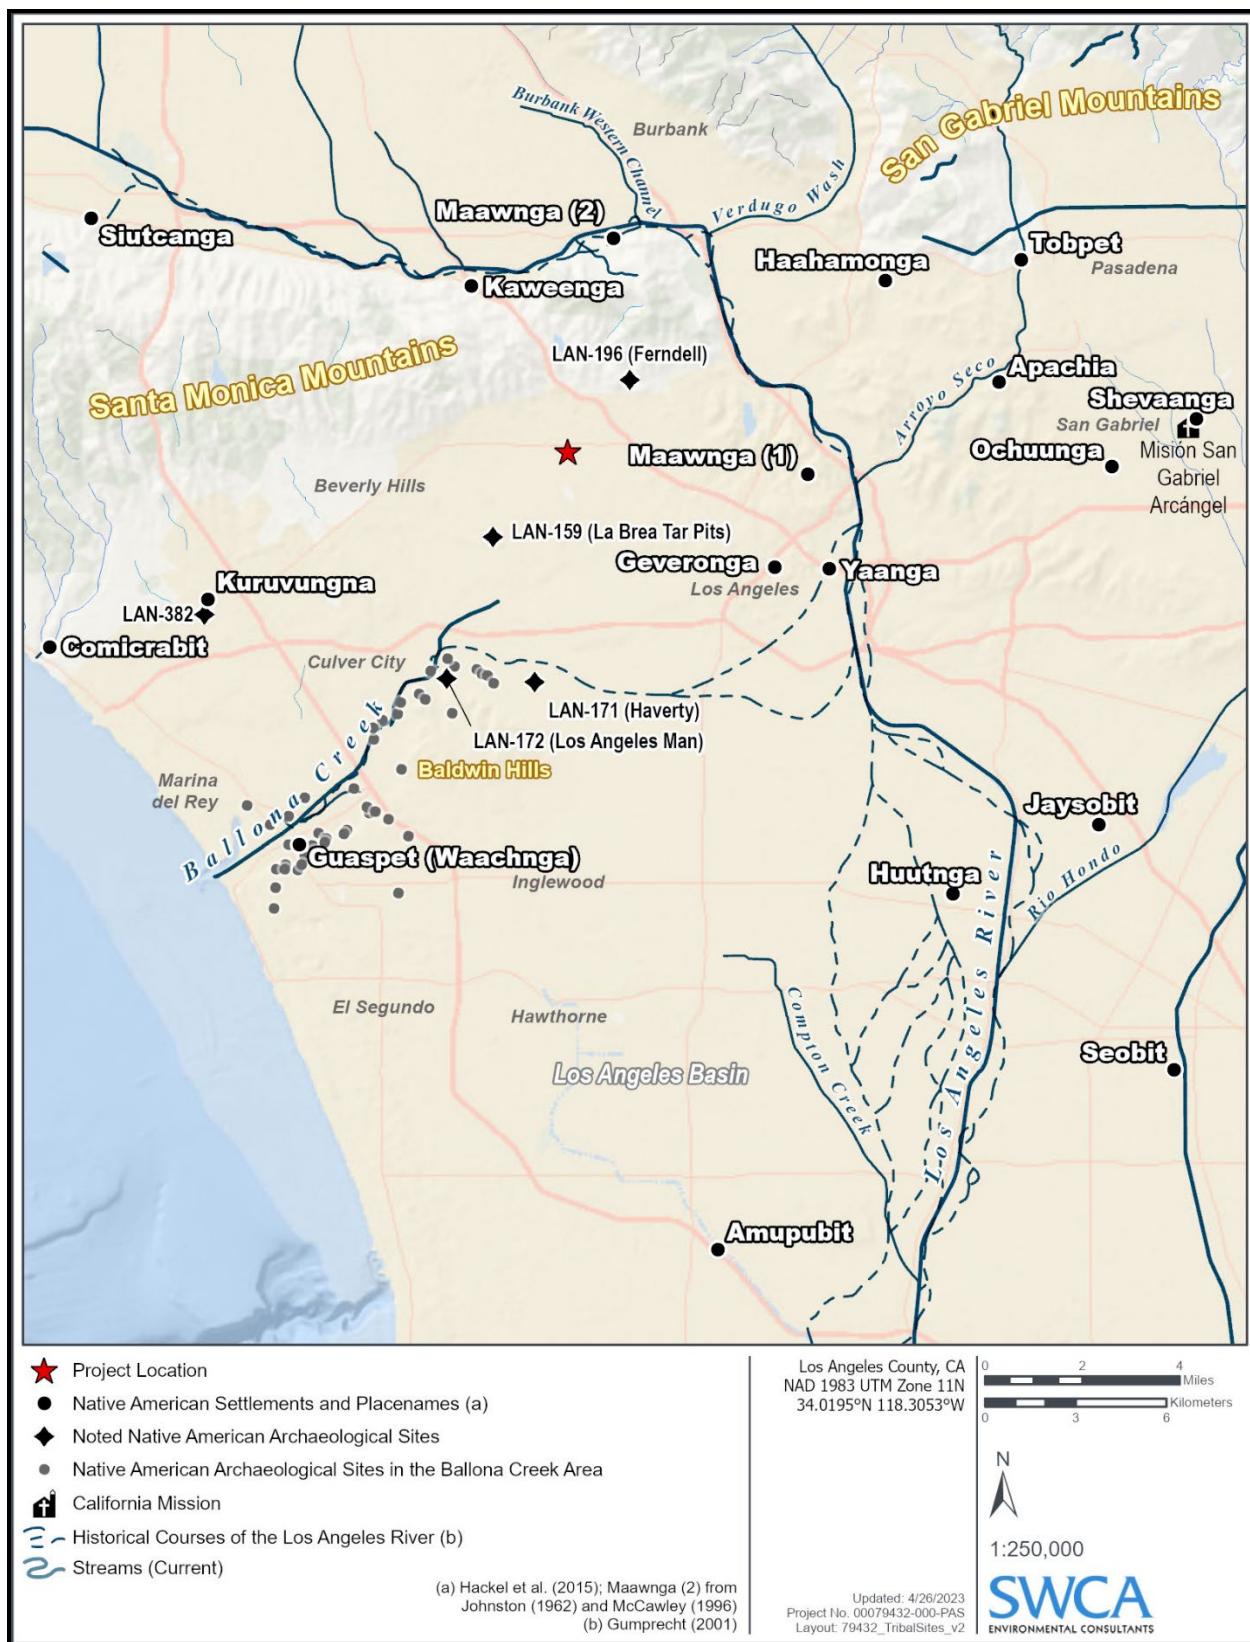 Burbank Western Channel
Burbank
San Gabriel Mountains
Verdugo Wash
Siutcanga
Maawnga (2)
Haahamonga
Tobpet
Pasadena
Kaweenga
LAN-196 (Ferndell)
Santa Monica Mountains
Arroyo Seco
Apachia
Shevaanga
San Gabriel
Misión San
Gabriel
Arcángel
Ochuunga
Maawnga (1)
Beverly Hills
LAN-159 (La Brea Tar Pits)
Geveronga
Yaanga
Los Angeles
Kuruvungna
LAN-382
Comicrabit
Culver City
LAN-171 (Haverty)
LAN-172 (Los Angeles Man)
Baldwin Hills
Marina
del Rey
Ballona Creek
Guaspet (Waachnga)
Inglewood
Jaysobit
Huutnga
Rio Hondo
Los Angeles River
El Segundo
Hawthorne
Compton Creek
Los Angeles Basin
Seobit
Amupubit
Project Location
Native American Settlements and Placenames (a)
Noted Native American Archaeological Sites
Native American Archaeological Sites in the Ballona Creek Area
California Mission
Historical Courses of the Los Angeles River (b)
Streams (Current)
(a) Hackel et al. (2015); Maawnga (2) from
Johnston (1962) and McCawley (1996)
(b) Gumprecht (2001)
Los Angeles County, CA
NAD 1983 UTM Zone 11N
34.0195ºN 118.3053ºW
Updated: 4/26/2023
Project No. 00079432-000-PAS
Layout: 79432_TribalSites_v2
0 2 4
Miles
Kilometers
0 3 6
N
1:250,000
SWCA
ENVIRONMENTAL CONSULTANTS